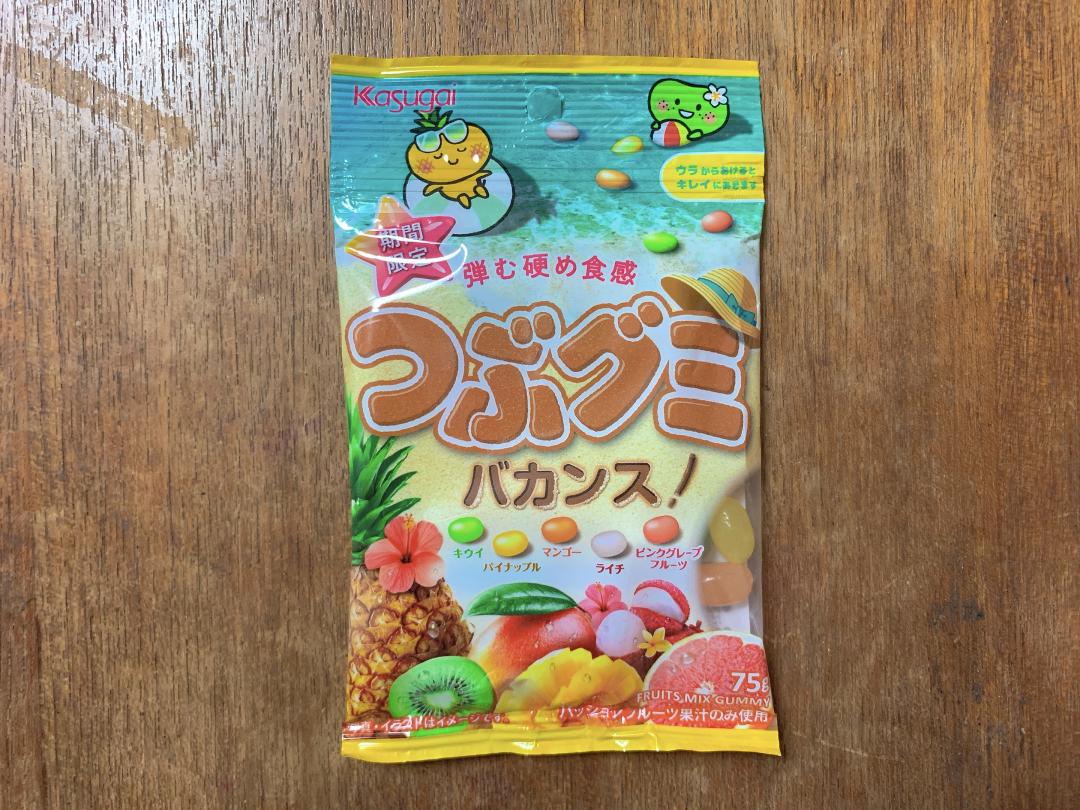 Kasugai
ウラからあけると
キレイにあきます
期間
限定
弾む硬め食感
つぶグミ
バカンス!
キウイ
パイナップル
マンゴー
ライチ
ピンクグレープ
フルーツ
75g
FRUITS MIX GUMMY
パッションフルーツ果汁のみ使用
・イラストはイメージです